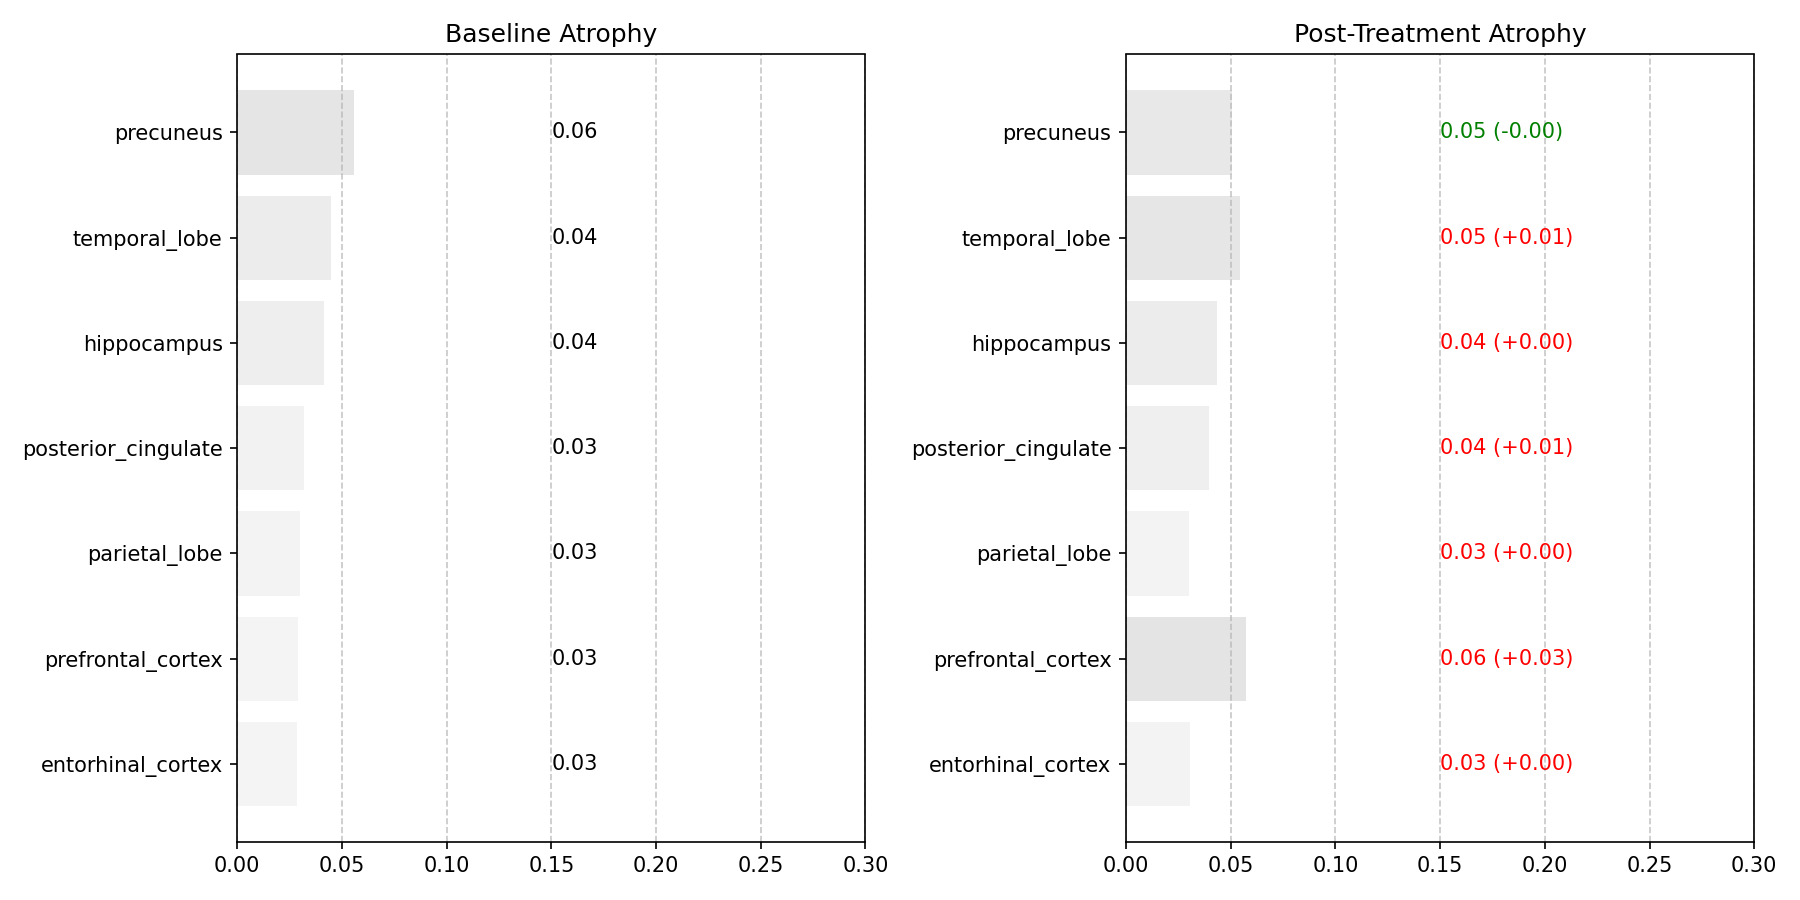 Baseline Atrophy
precuneus
0.06
temporal_lobe
0.04
hippocampus
0.04
posterior_cingulate
0.03
parietal_lobe
0.03
prefrontal_cortex
0.03
entorhinal_cortex
0.03
0.00 0.05 0.10 0.15 0.20 0.25 0.30
Post-Treatment Atrophy
precuneus
0.05 (-0.00)
temporal_lobe
0.05 (+0.01)
hippocampus
0.04 (+0.00)
posterior_cingulate
0.04 (+0.01)
parietal_lobe
0.03 (+0.00)
prefrontal_cortex
0.06 (+0.03)
entorhinal_cortex
0.03 (+0.00)
0.00 0.05 0.10 0.15 0.20 0.25 0.30